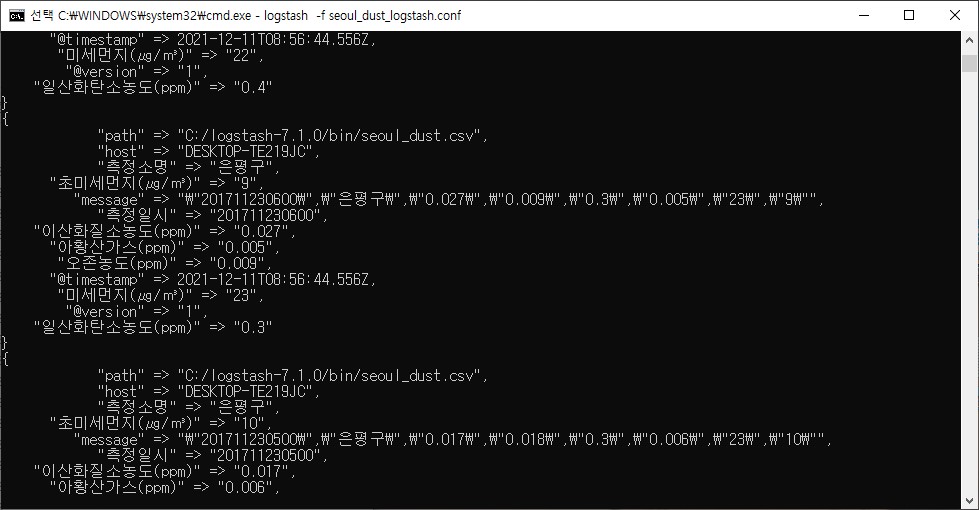 선택 C:₩WINDOWS₩system32₩cmd.exe - logstash -f seoul_dust_logstash.conf
"@timestamp" => 2021-12-11T08:56:44.556Z,
"미세먼지(㎍/㎥)" => "22",
"@version" => "1",
"일산화탄소농도(ppm)" => "0.4"
}
{
"path" => "C:/logstash-7.1.0/bin/seoul_dust.csv",
"host" => "DESKTOP-TE219JC",
"측정소명" => "은평구",
"초미세먼지(㎍/㎥)" => "9",
"message" => "₩"201711230600₩",₩"은평구₩",₩"0.027₩",₩"0.009₩",₩"0.3₩",₩"0.005₩",₩"23₩",₩"9₩"",
"측정일시" => "201711230600",
"이산화질소농도(ppm)" => "0.027",
"아황산가스(ppm)" => "0.005",
"오존농도(ppm)" => "0.009",
"@timestamp" => 2021-12-11T08:56:44.556Z,
"미세먼지(㎍/㎥)" => "23",
"@version" => "1",
"일산화탄소농도(ppm)" => "0.3"
}
{
"path" => "C:/logstash-7.1.0/bin/seoul_dust.csv",
"host" => "DESKTOP-TE219JC",
"측정소명" => "은평구",
"초미세먼지(㎍/㎥)" => "10",
"message" => "₩"201711230500₩",₩"은평구₩",₩"0.017₩",₩"0.018₩",₩"0.3₩",₩"0.006₩",₩"23₩",₩"10₩"",
"측정일시" => "201711230500",
"이산화질소농도(ppm)" => "0.017",
"아황산가스(ppm)" => "0.006",